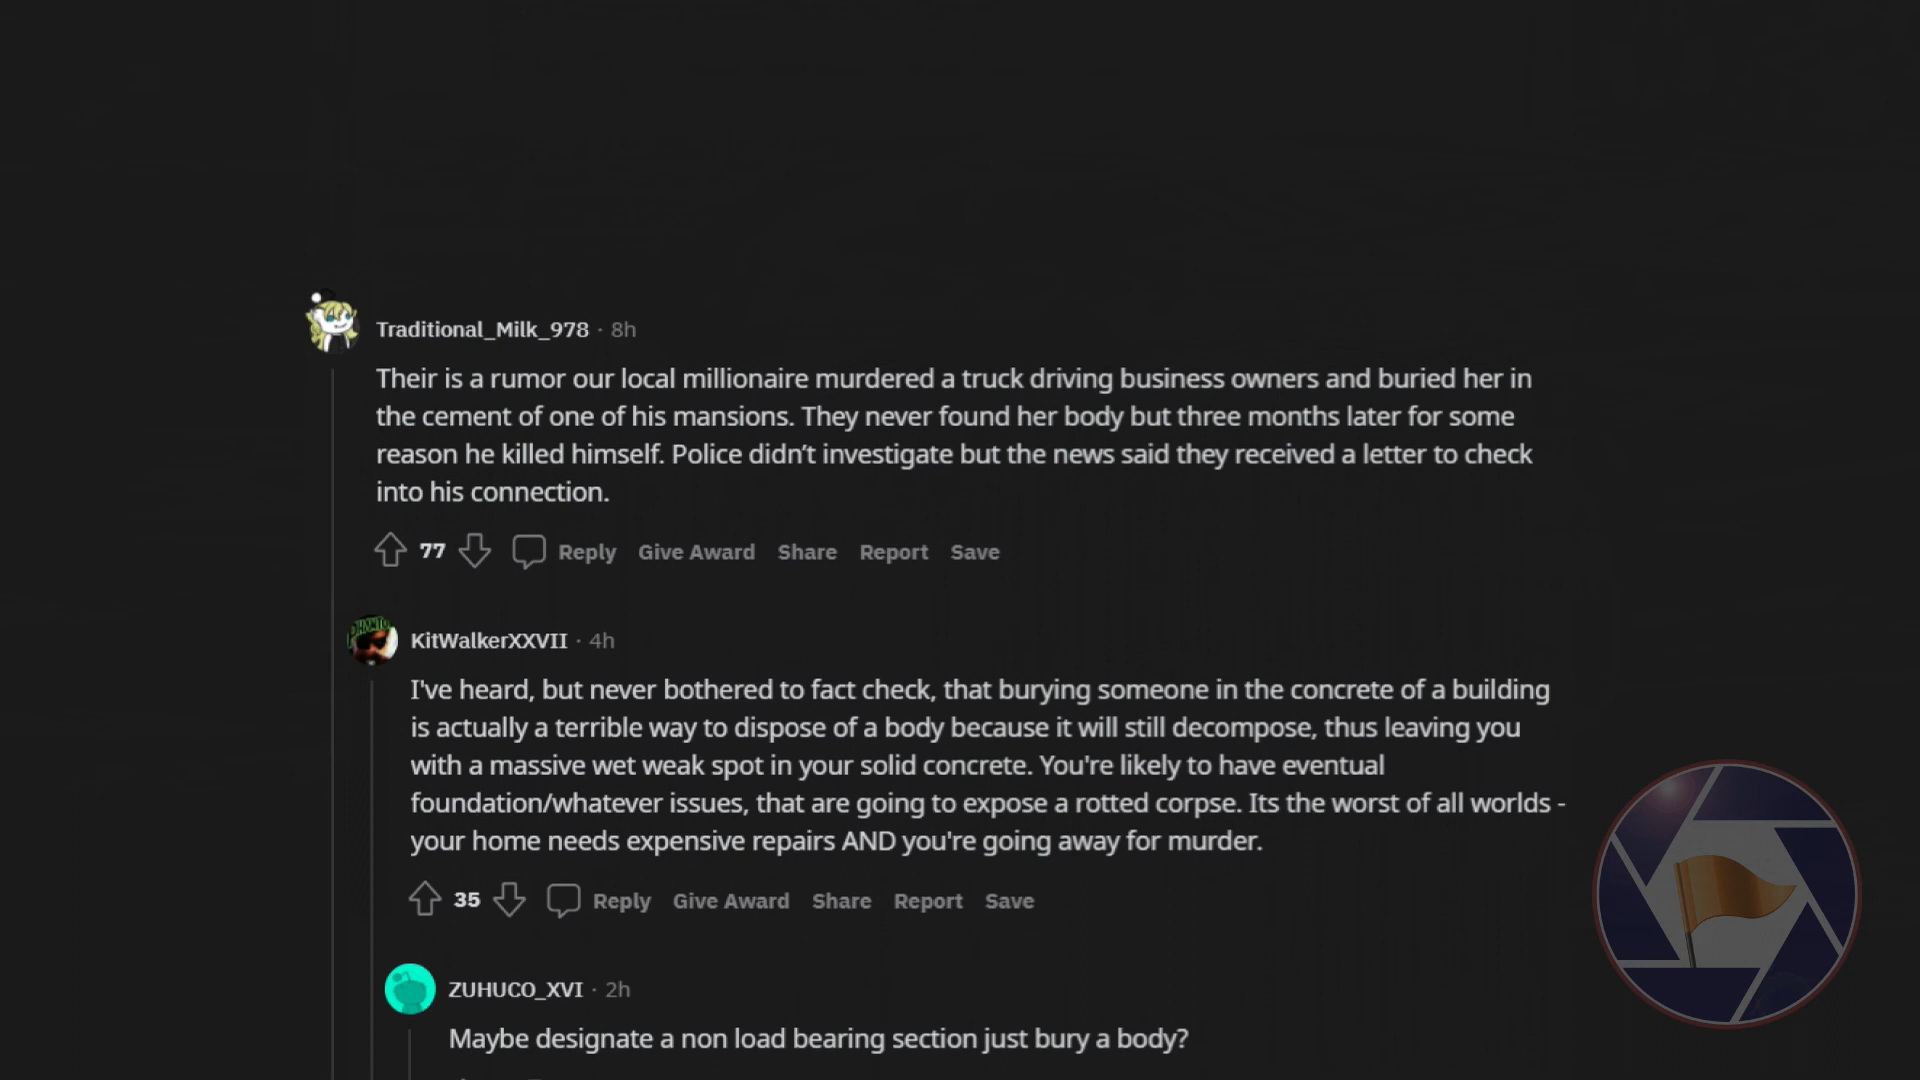 Traditional_Milk_978 · 8h
Their is a rumor our local millionaire murdered a truck driving business owners and buried her in
the cement of one of his mansions. They never found her body but three months later for some
reason he killed himself. Police didn’t investigate but the news said they received a letter to check
into his connection.
77 Reply Give Award Share Report Save
KitWalkerXXVII · 4h
I've heard, but never bothered to fact check, that burying someone in the concrete of a building
is actually a terrible way to dispose of a body because it will still decompose, thus leaving you
with a massive wet weak spot in your solid concrete. You're likely to have eventual
foundation/whatever issues, that are going to expose a rotted corpse. Its the worst of all worlds -
your home needs expensive repairs AND you're going away for murder.
35 Reply Give Award Share Report Save
ZUHUCO_XVI · 2h
Maybe designate a non load bearing section just bury a body?